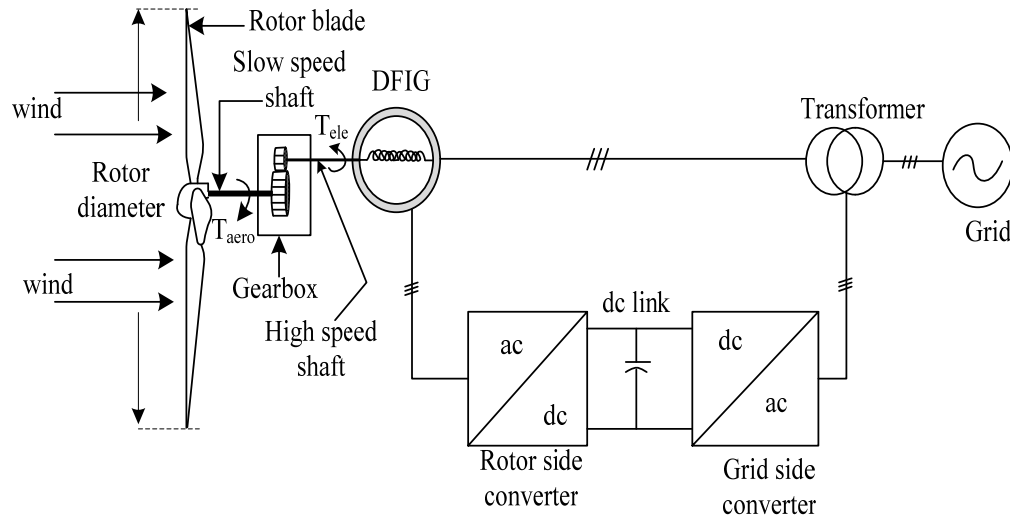 Rotor blade
Slow speed
shaft
DFIG
Transformer
wind
T_ele
Rotor
diameter
T_aero
Grid
wind
Gearbox
High speed
shaft
dc link
ac
dc
dc
ac
Rotor side
converter
Grid side
converter